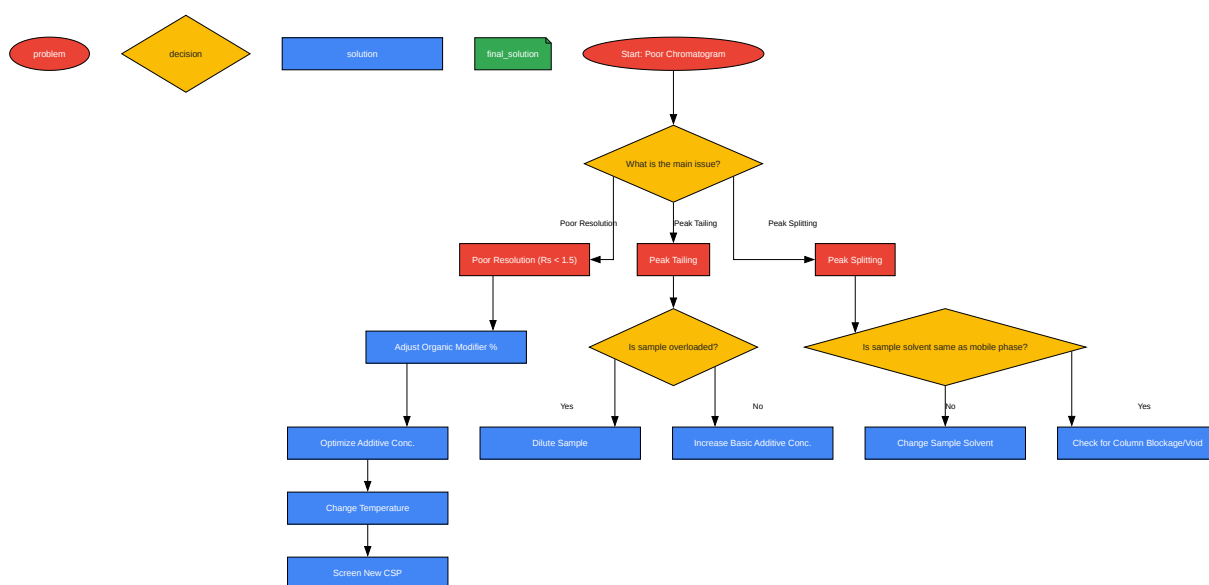 problem
decision
solution
final_solution
Start: Poor Chromatogram
What is the main issue?
Poor Resolution
Peak Tailing
Peak Splitting
Poor Resolution (Rs < 1.5)
Peak Tailing
Peak Splitting
Adjust Organic Modifier %
Is sample overloaded?
Is sample solvent same as mobile phase?
Yes
No
No
Yes
Optimize Additive Conc.
Dilute Sample
Increase Basic Additive Conc.
Change Sample Solvent
Check for Column Blockage/Void
Change Temperature
Screen New CSP